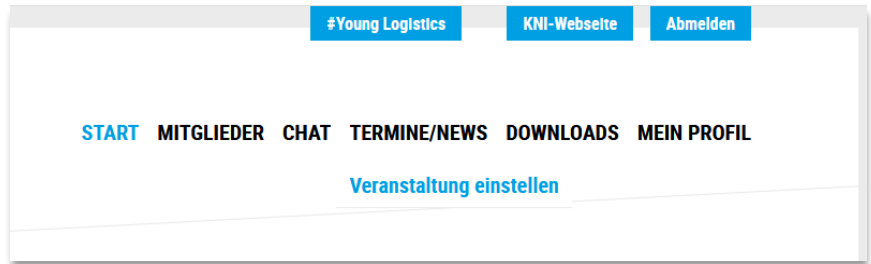 #Young Logistics KNI-Webseite Abmelden
START MITGLIEDER CHAT TERMINE/NEWS DOWNLOADS MEIN PROFIL
Veranstaltung einstellen